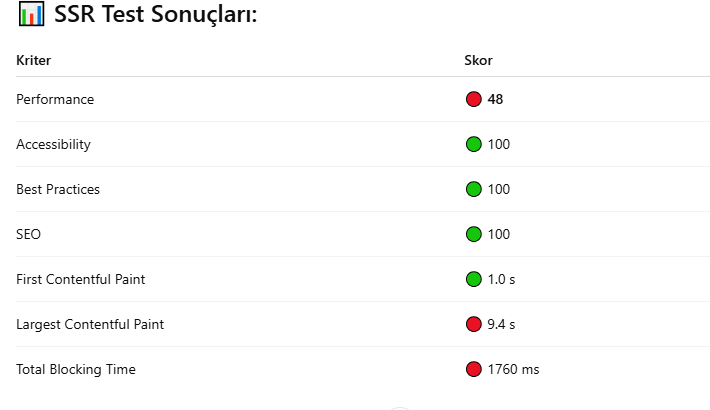 📊 SSR Test Sonuçları:
Kriter Skor
Performance 🔴 48
Accessibility 🟢 100
Best Practices 🟢 100
SEO 🟢 100
First Contentful Paint 🟢 1.0 s
Largest Contentful Paint 🔴 9.4 s
Total Blocking Time 🔴 1760 ms